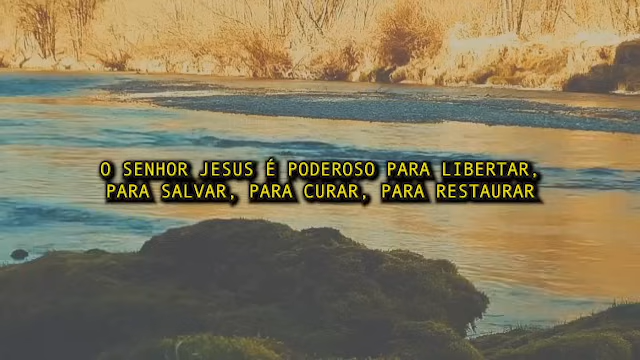 O SENHOR JESUS É PODEROSO PARA LIBERTAR,
PARA SALVAR, PARA CURAR, PARA RESTAURAR